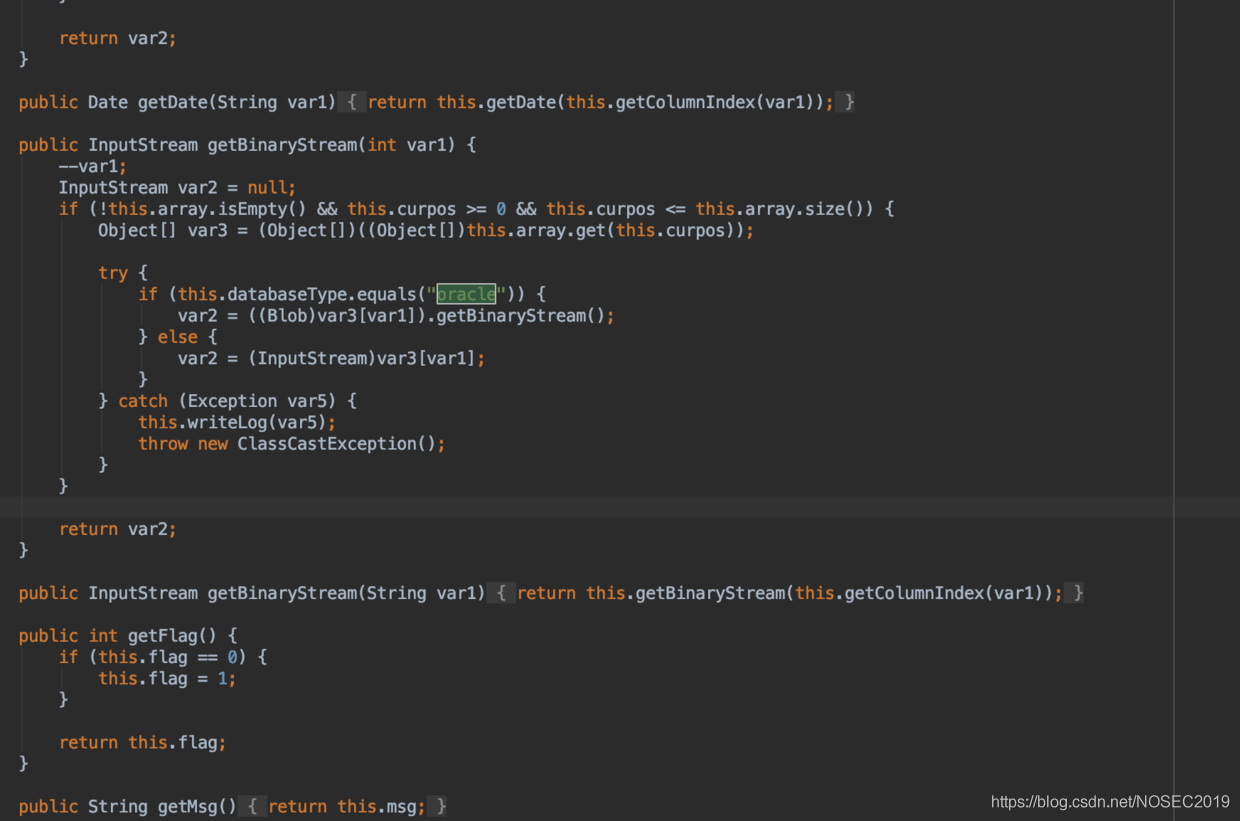 return var2;
}
public Date getDate(String var1) { return this.getDate(this.getColumnIndex(var1)); }
public InputStream getBinaryStream(int var1) {
--var1;
InputStream var2 = null;
if (!this.array.isEmpty() && this.curpos >= 0 && this.curpos <= this.array.size()) {
Object[] var3 = (Object[])((Object[])this.array.get(this.curpos));
try {
if (this.databaseType.equals("oracle")) {
var2 = ((Blob)var3[var1]).getBinaryStream();
} else {
var2 = (InputStream)var3[var1];
}
} catch (Exception var5) {
this.writeLog(var5);
throw new ClassCastException();
}
}
return var2;
}
public InputStream getBinaryStream(String var1) { return this.getBinaryStream(this.getColumnIndex(var1)); }
public int getFlag() {
if (this.flag == 0) {
this.flag = 1;
}
return this.flag;
}
public String getMsg() { return this.msg; }
https://blog.csdn.net/NOSEC2019